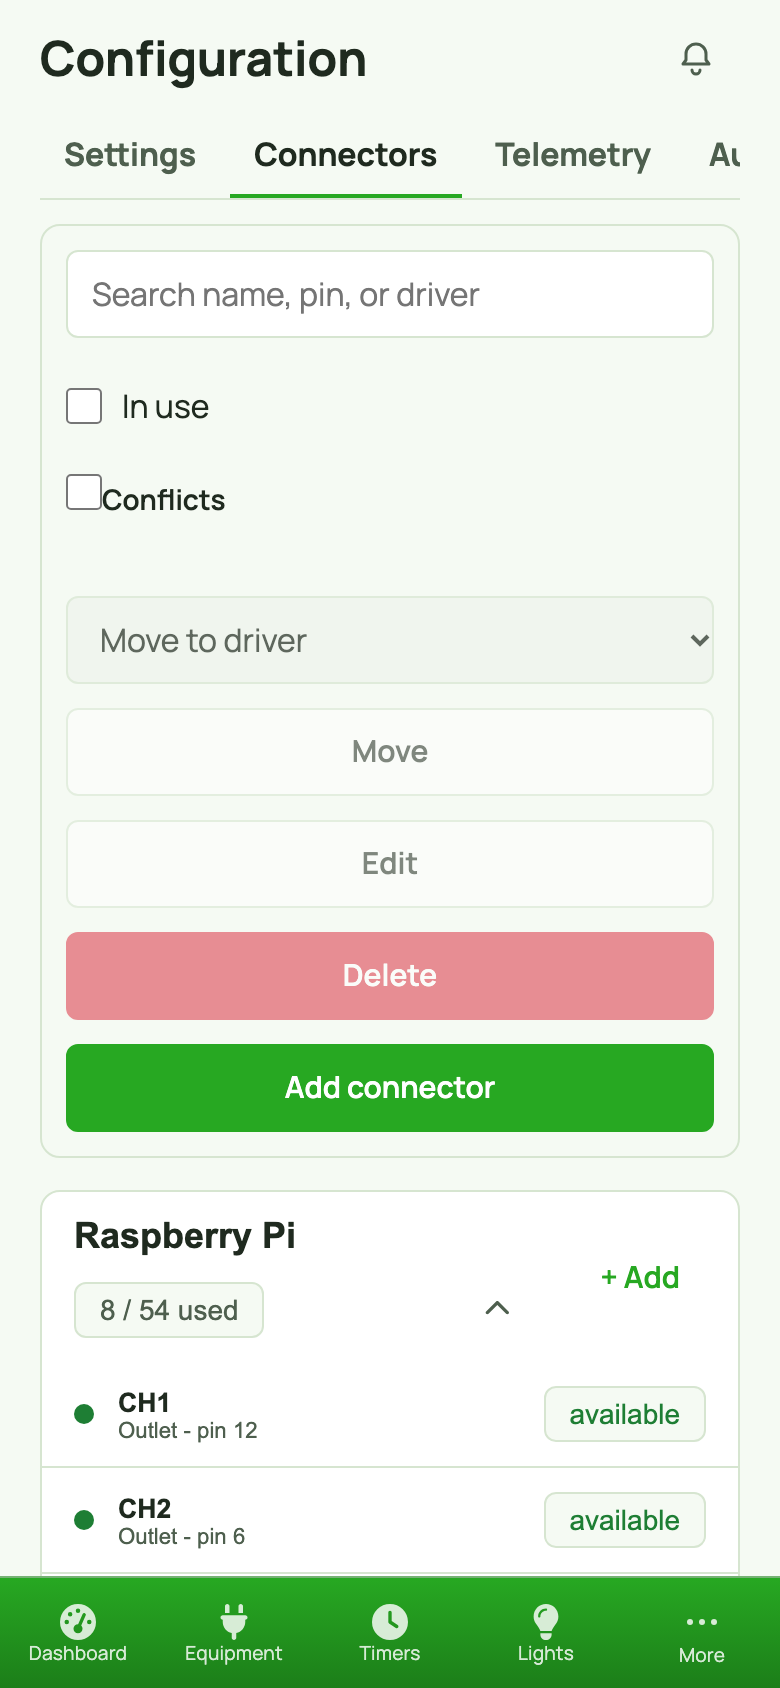 Configuration
Settings Connectors Telemetry Au
Search name, pin, or driver
In use
Conflicts
Move to driver
Move
Edit
Delete
Add connector
Raspberry Pi
+ Add
8 / 54 used
CH1
Outlet - pin 12
available
CH2
Outlet - pin 6
available
Dashboard Equipment Timers Lights More